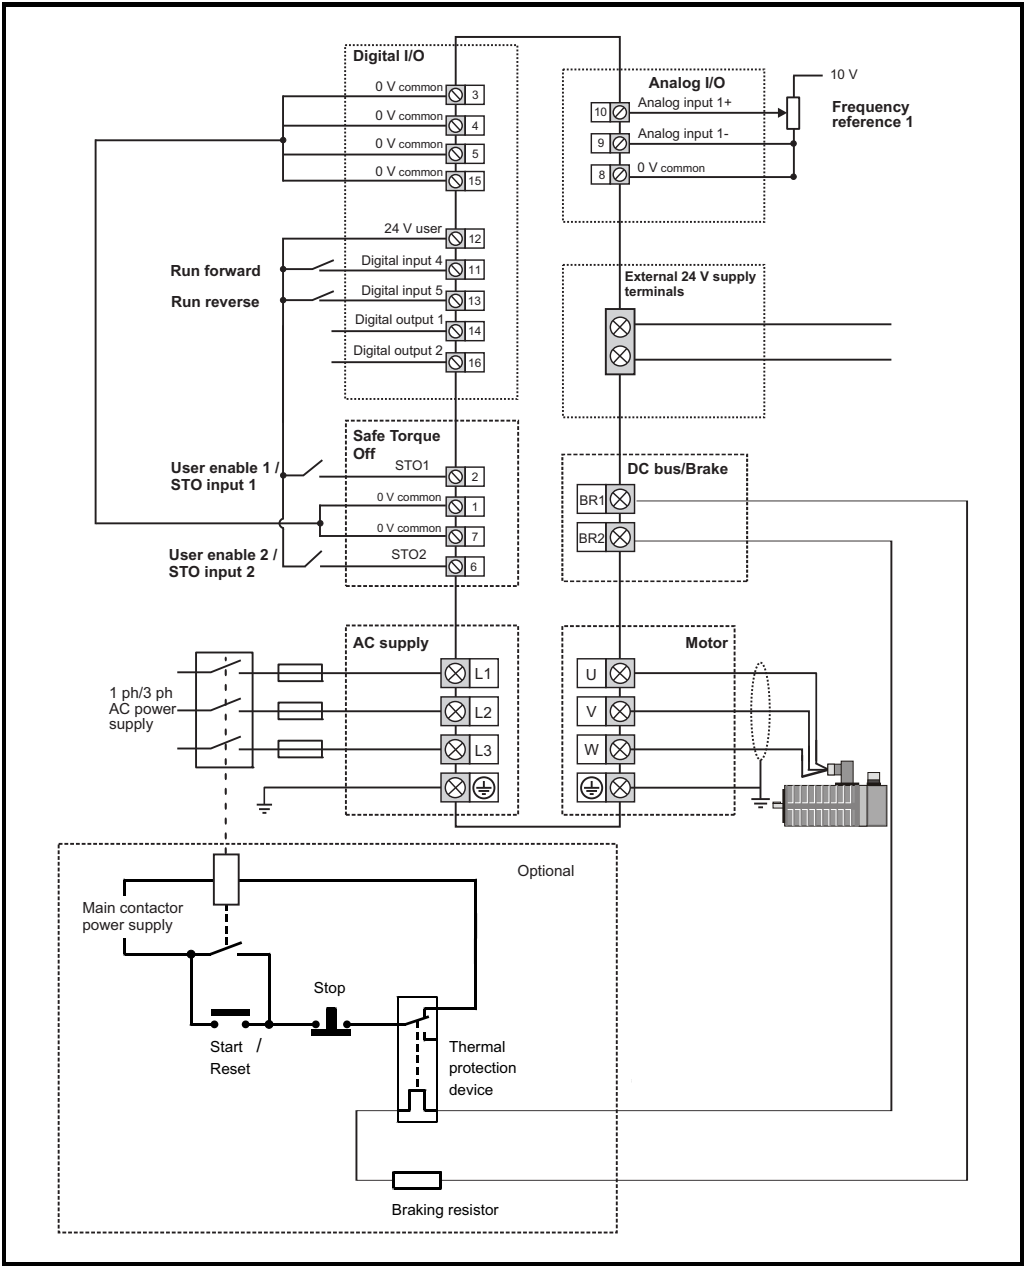 Digital I/O
0 V common
3
0 V common
4
0 V common
5
0 V common
15
24 V user
12
Run forward
Digital input 4
11
Run reverse
Digital input 5
13
Digital output 1
14
Digital output 2
16
Analog I/O
10
Analog input 1+
9
Analog input 1-
8
0 V common
10 V
Frequency
reference 1
External 24 V supply
terminals
Safe Torque
Off
User enable 1 /
STO input 1
STO1
2
0 V common
1
0 V common
7
User enable 2 /
STO input 2
STO2
6
DC bus/Brake
BR1
BR2
AC supply
1 ph/3 ph
AC power
supply
L1
L2
L3
Motor
U
V
W
Optional
Main contactor
power supply
Stop
Start /
Reset
Thermal
protection
device
Braking resistor